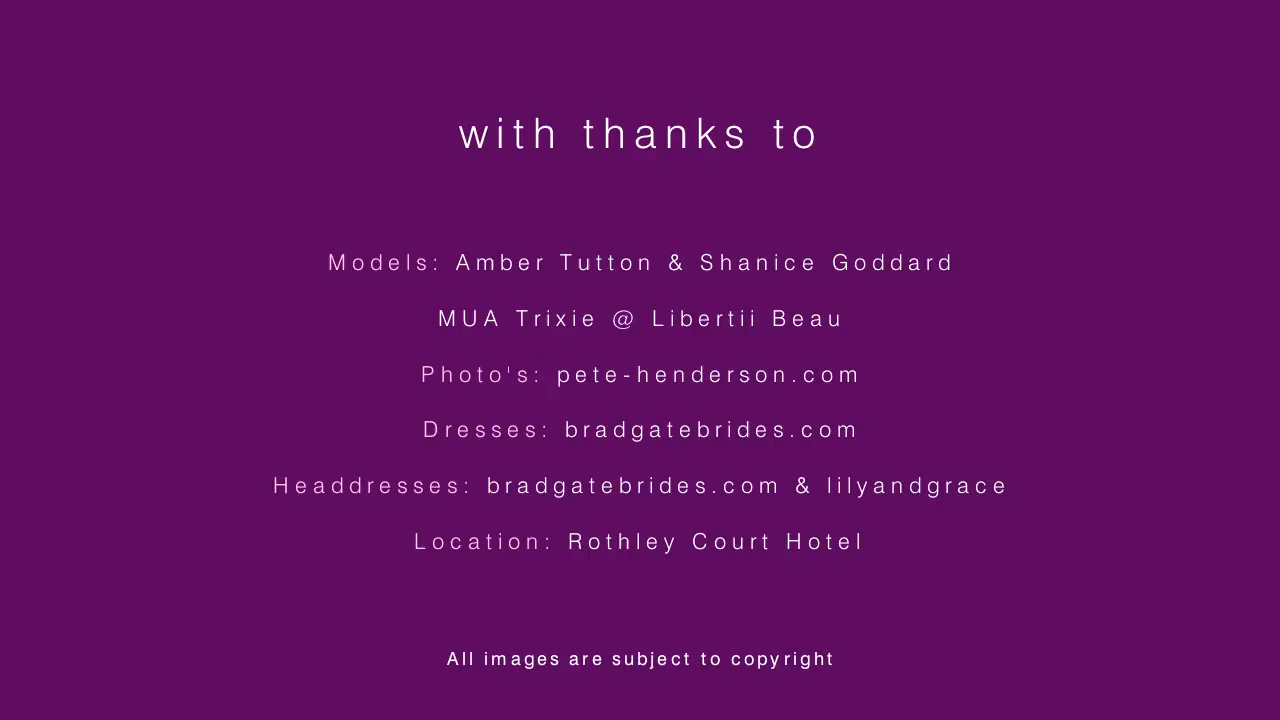 with thanks to
Models: Amber Tutton & Shanice Goddard
MUA Trixie @ Libertii Beau
Photo's: pete-henderson.com
Dresses: bradgatebrides.com
Headdresses: bradgatebrides.com & lilyandgrace
Location: Rothley Court Hotel
All images are subject to copyright